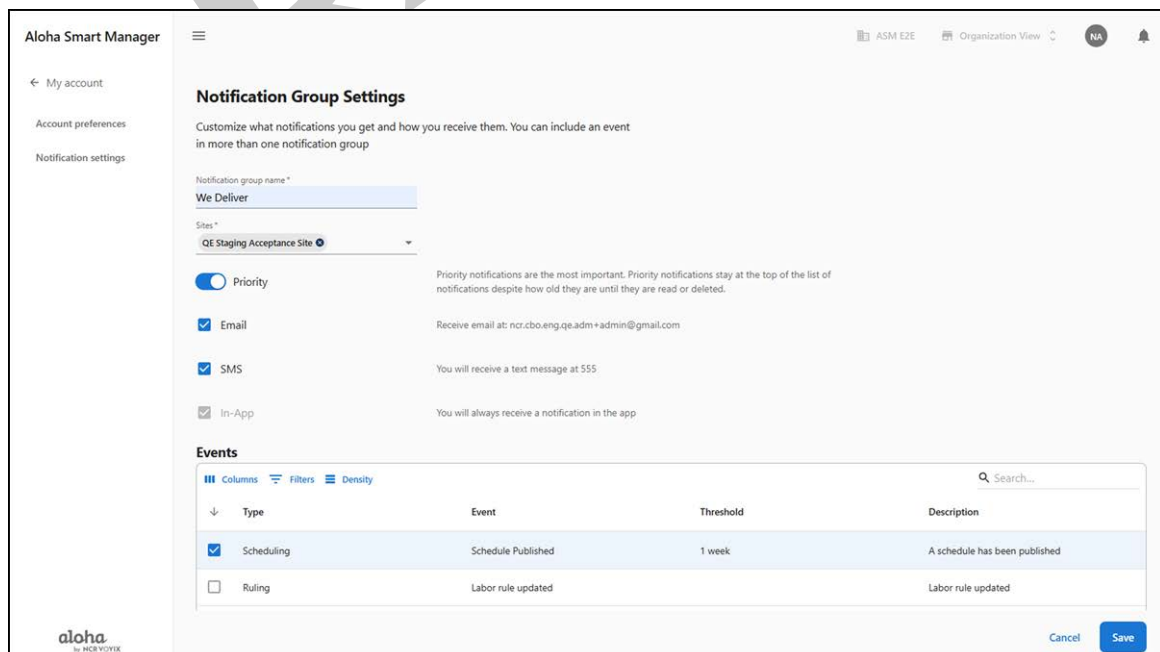 Aloha Smart Manager
ASM E2E
Organization View
NA
My account
Account preferences
Notification settings
Notification Group Settings
Customize what notifications you get and how you receive them. You can include an event
in more than one notification group
Notification group name *
We Deliver
Sites *
QE Staging Acceptance Site
Priority
Priority notifications are the most important. Priority notifications stay at the top of the list of
notifications despite how old they are until they are read or deleted.
Email
Receive email at: ncr.cbo.eng.qe.adm+admin@gmail.com
SMS
You will receive a text message at 555
In-App
You will always receive a notification in the app
Events
Columns Filters Density Search...
Type Event Threshold Description
Scheduling Schedule Published 1 week A schedule has been published
Ruling Labor rule updated Labor rule updated
Cancel Save
aloha
by NCR VOYIX